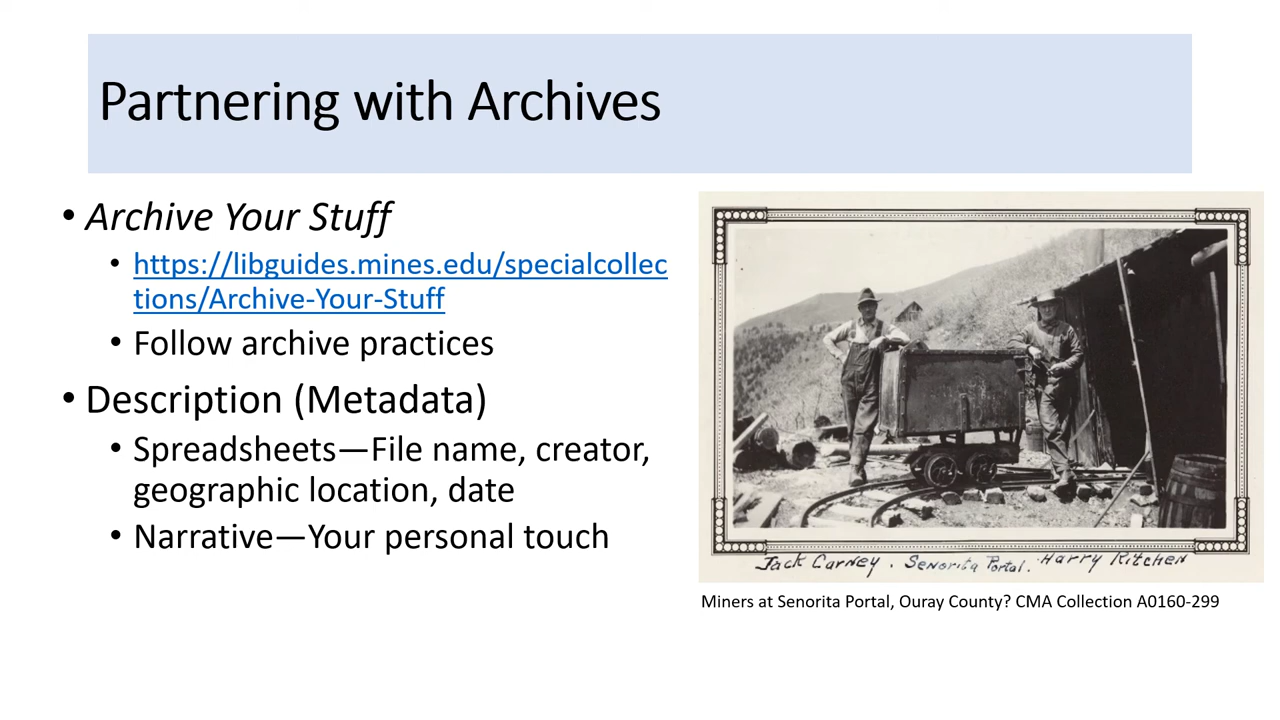 Partnering with Archives
• Archive Your Stuff
• https://libguides.mines.edu/specialcollec
tions/Archive-Your-Stuff
• Follow archive practices
• Description (Metadata)
• Spreadsheets—File name, creator,
geographic location, date
• Narrative—Your personal touch
Jack Carney. Senorita Portal. Harry Kitchen
Miners at Senorita Portal, Ouray County? CMA Collection A0160-299